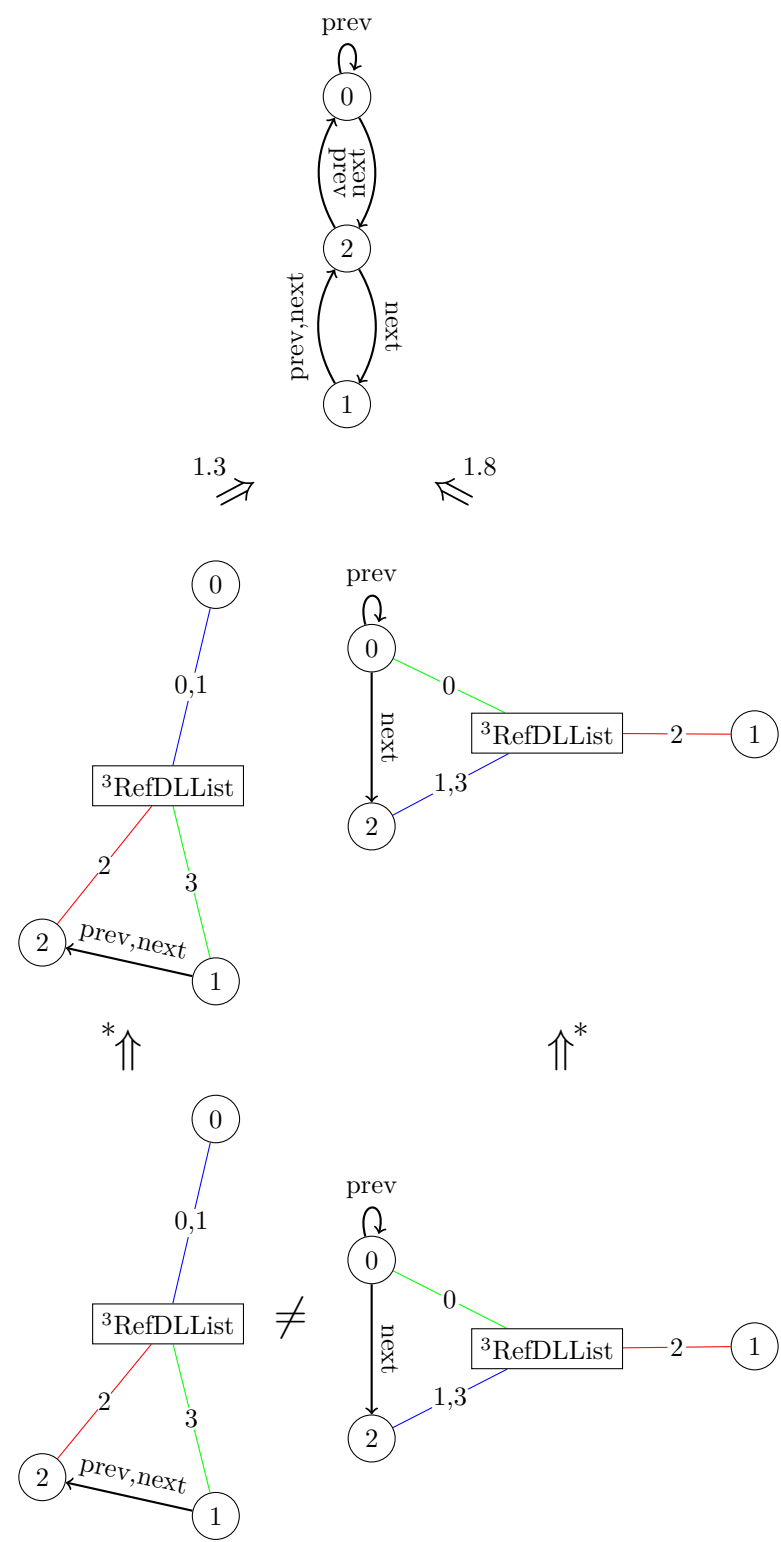 prev
0
next
prev
2
prev,next
next
1
1.3
1.8
0
0,1
³RefDLList
2
3
2
prev,next
1
prev
0
0
next
³RefDLList
2
1
1,3
2
*
*
0
0,1
³RefDLList
2
3
2
prev,next
1
≠
prev
0
0
next
³RefDLList
2
1
1,3
2